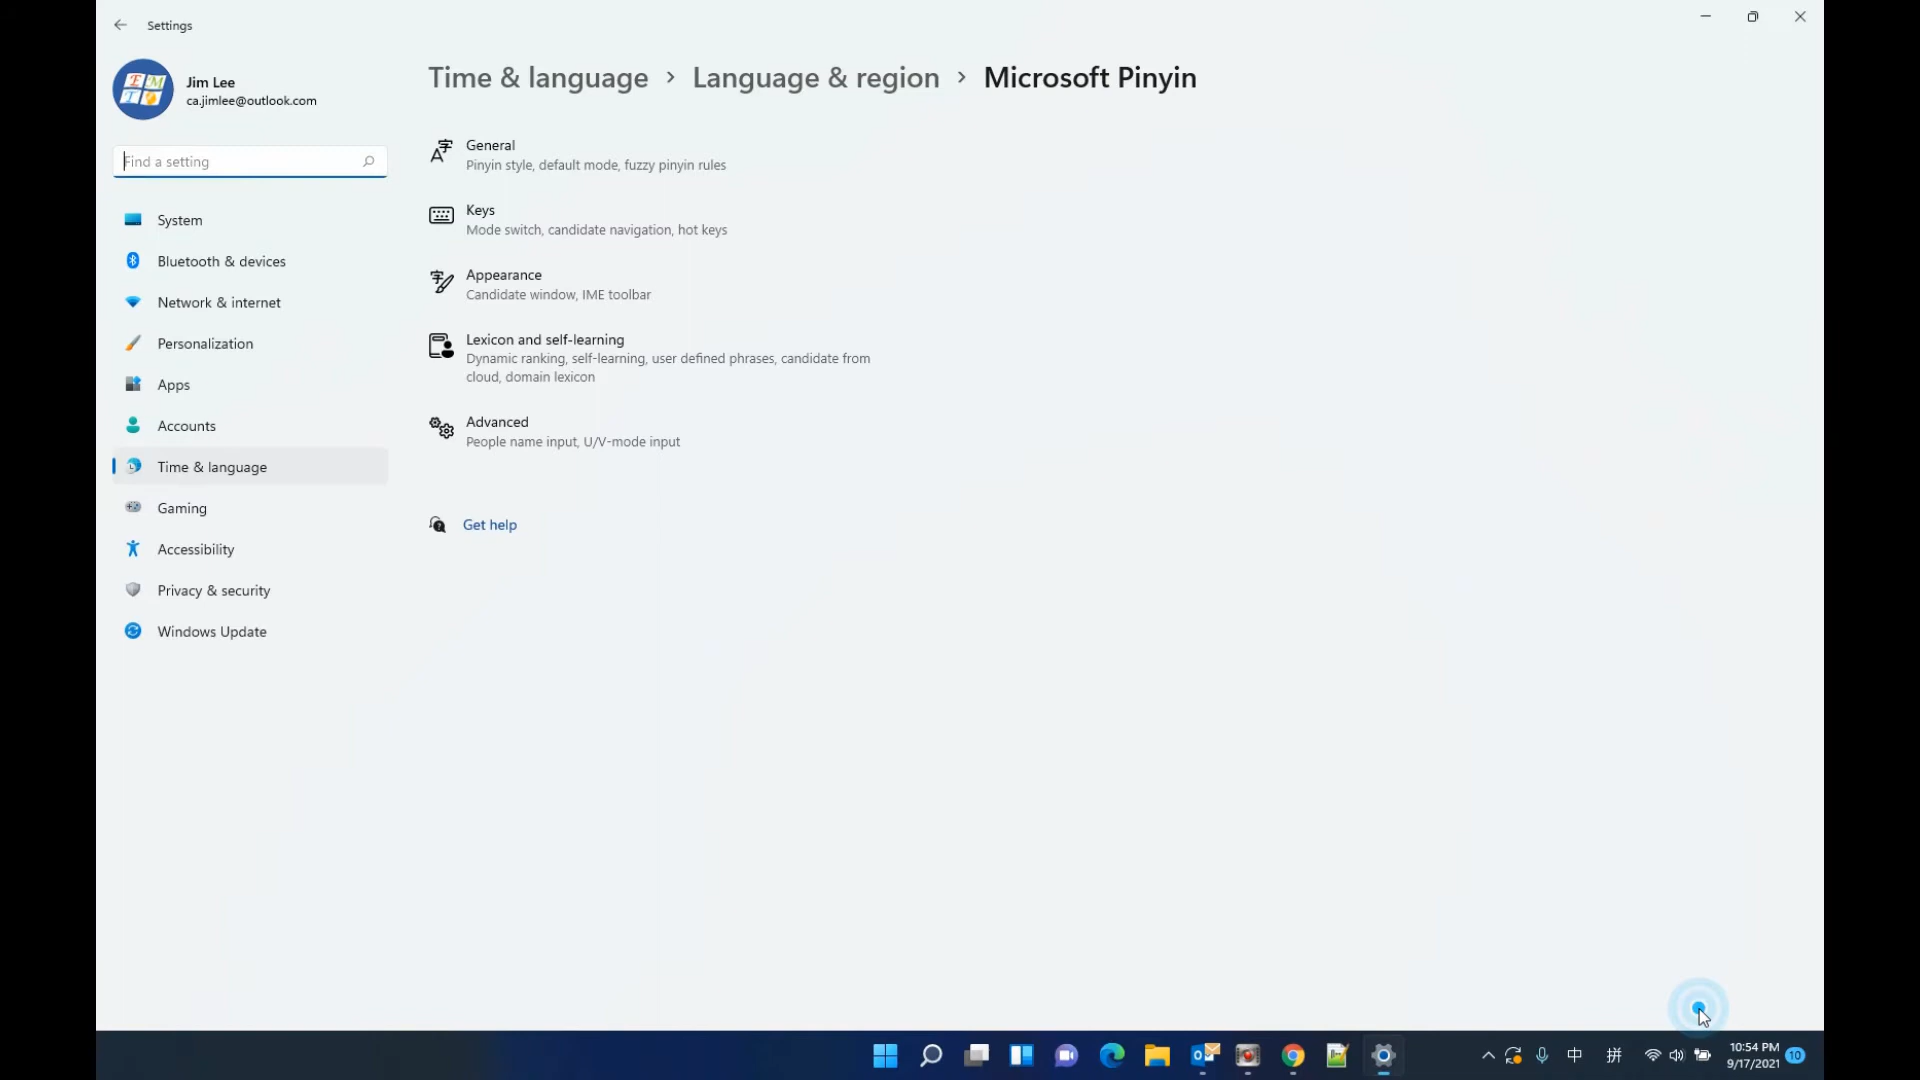 Settings
Jim Lee
ca.jimlee@outlook.com
Find a setting
System
Bluetooth & devices
Network & internet
Personalization
Apps
Accounts
Time & language
Gaming
Accessibility
Privacy & security
Windows Update
Time & language > Language & region > Microsoft Pinyin
General
Pinyin style, default mode, fuzzy pinyin rules
Keys
Mode switch, candidate navigation, hot keys
Appearance
Candidate window, IME toolbar
Lexicon and self-learning
Dynamic ranking, self-learning, user defined phrases, candidate from
cloud, domain lexicon
Advanced
People name input, U/V-mode input
Get help
中 拼
10:54 PM
9/17/2021
10